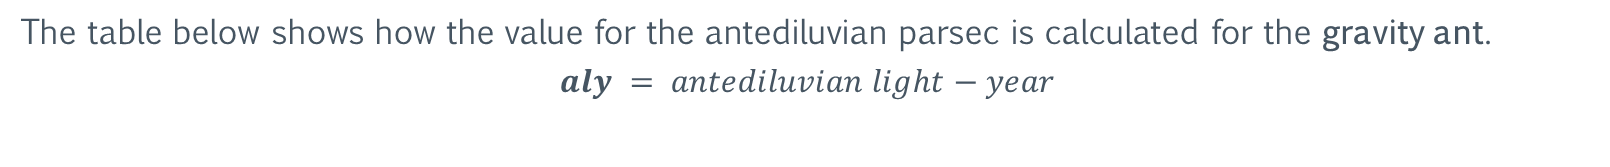 The table below shows how the value for the antediluvian parsec is calculated for the gravity ant.
aly = antediluvian light − year